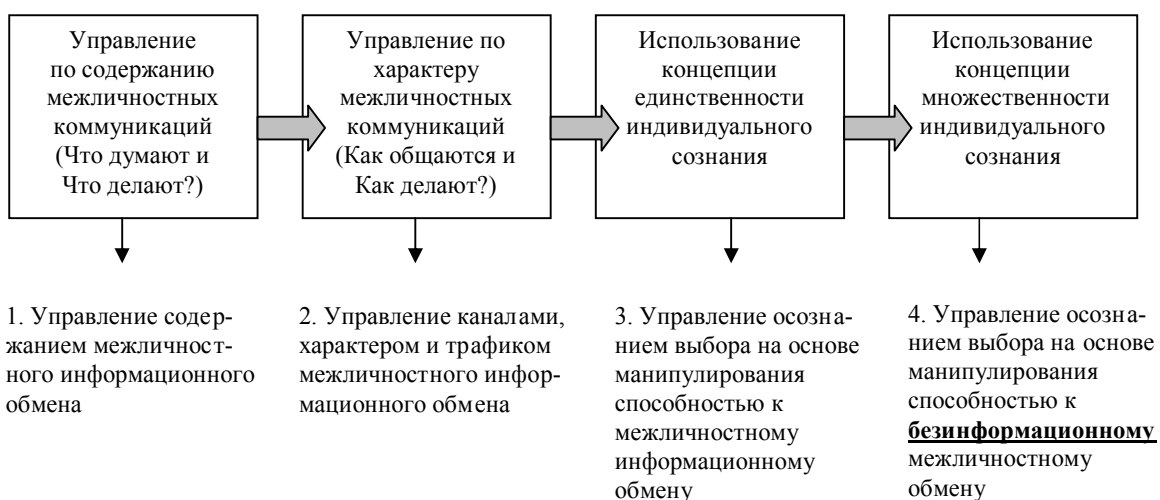 Управление
по содержанию
межличностных
коммуникаций
(Что думают и
Что делают?)
Управление по
характеру
межличностных
коммуникаций
(Как общаются и
Как делают?)
Использование
концепции
единственности
индивидуального
сознания
Использование
концепции
множественности
индивидуального
сознания
1. Управление содер-
жанием межличност-
ного информационного
обмена
2. Управление каналами,
характером и трафиком
межличностного инфор-
мационного обмена
3. Управление осозна-
нием выбора на основе
манипулирования
способностью к
межличностному
информационному
обмену
4. Управление осозна-
нием выбора на основе
манипулирования
способностью к
безинформационному
межличностному
обмену